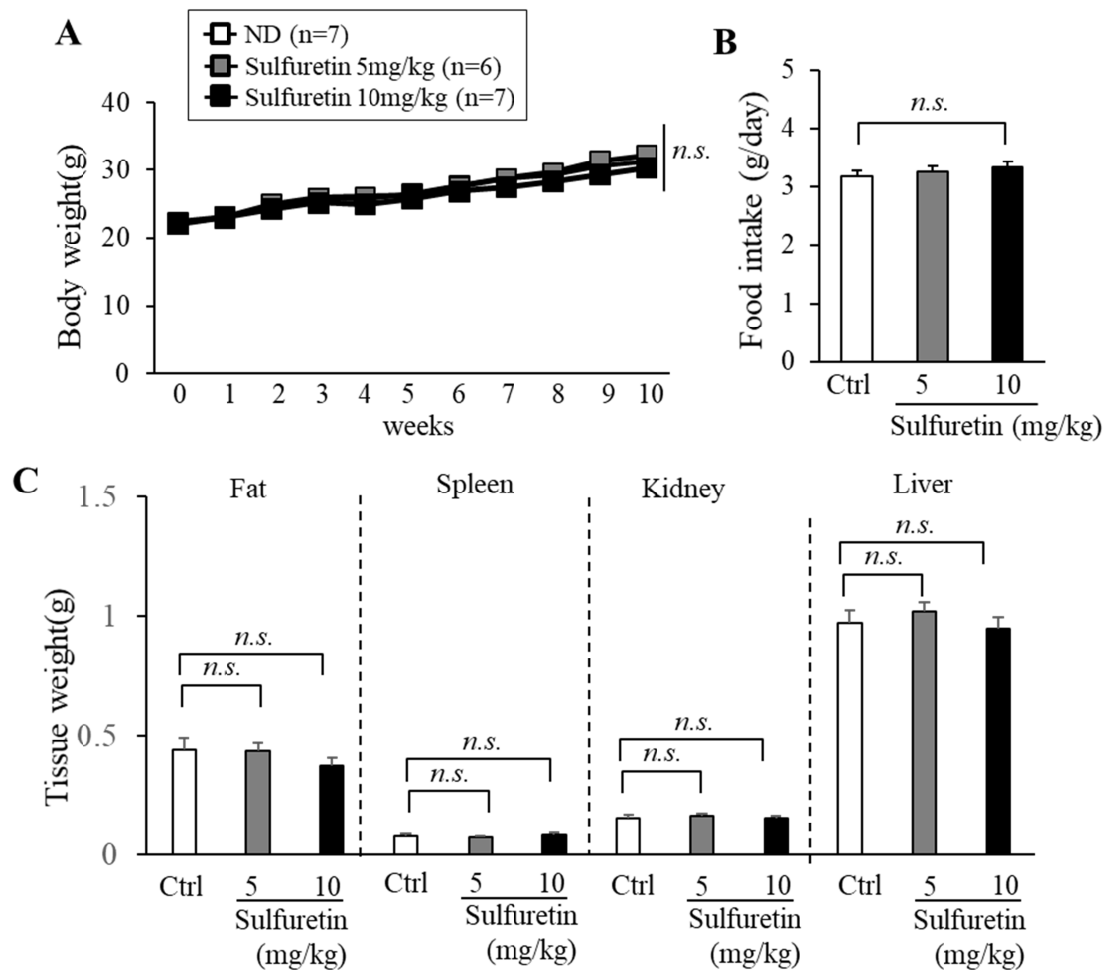 A
ND (n=7)
Sulfuretin 5mg/kg (n=6)
Sulfuretin 10mg/kg (n=7)
Body weight(g)
40
30
20
10
0
n.s.
0 1 2 3 4 5 6 7 8 9 10
weeks
B
Food intake (g/day)
5
4
3
2
1
0
n.s.
Ctrl 5 10
Sulfuretin (mg/kg)
C
Tissue weight(g)
1.5
1
0.5
0
Fat Spleen Kidney Liver
n.s.
n.s.
n.s.
n.s.
n.s.
n.s.
n.s.
n.s.
Ctrl 5 10 Ctrl 5 10 Ctrl 5 10 Ctrl 5 10
Sulfuretin Sulfuretin Sulfuretin Sulfuretin
(mg/kg) (mg/kg) (mg/kg) (mg/kg)